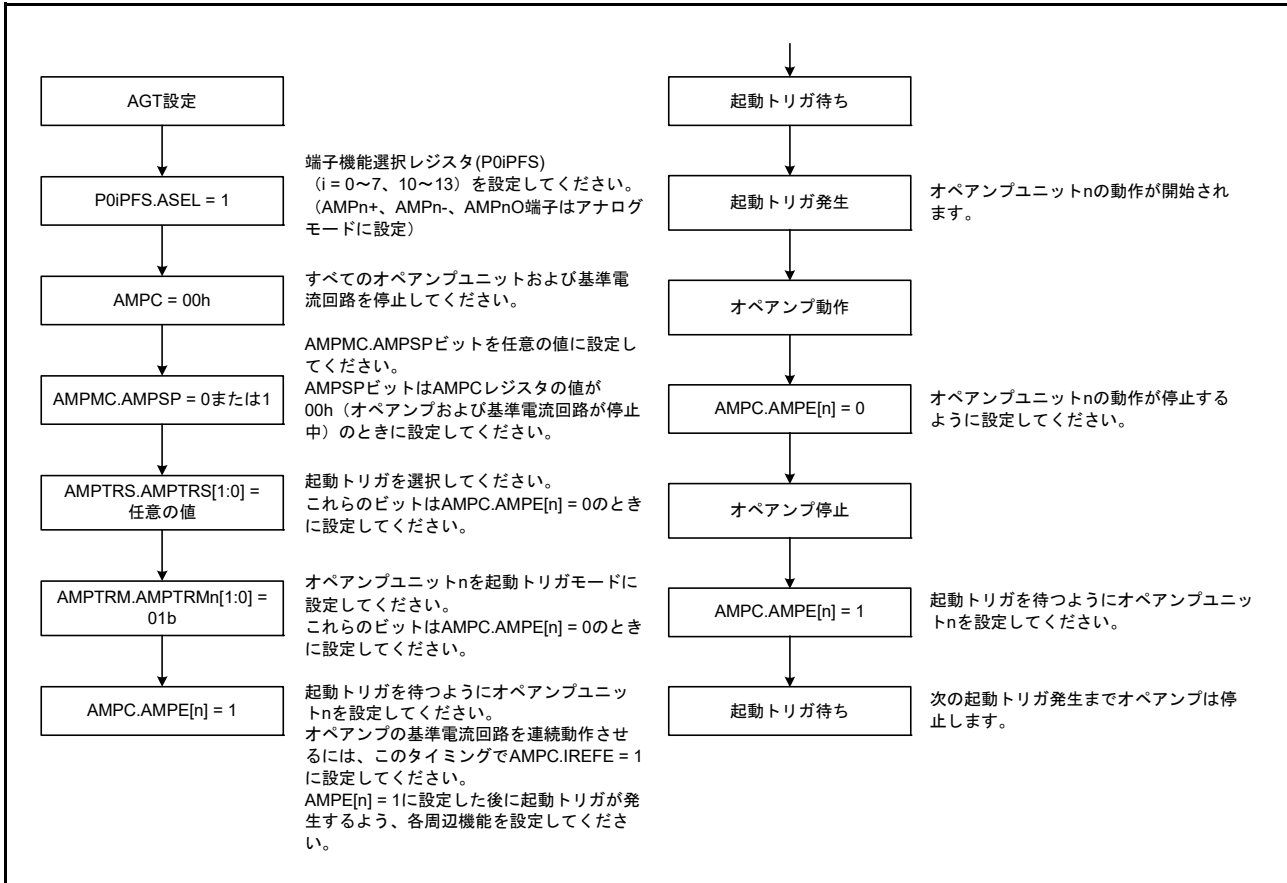 AGT設定
P0iPFS.ASEL = 1
端子機能選択レジスタ(P0iPFS)
（i = 0～7、10～13）を設定してください。
（AMPn+、AMPn-、AMPnO端子はアナログ
モードに設定）
AMPC = 00h
すべてのオペアンプユニットおよび基準電
流回路を停止してください。
AMPMC.AMPSP = 0または1
AMPMC.AMPSPビットを任意の値に設定し
てください。
AMPSPビットはAMPCレジスタの値が
00h（オペアンプおよび基準電流回路が停止
中）のときに設定してください。
AMPTRS.AMPTRS[1:0] =
任意の値
起動トリガを選択してください。
これらのビットはAMPC.AMPE[n] = 0のとき
に設定してください。
AMPTRM.AMPTRMn[1:0] =
01b
オペアンプユニットnを起動トリガモードに
設定してください。
これらのビットはAMPC.AMPE[n] = 0のとき
に設定してください。
AMPC.AMPE[n] = 1
起動トリガを待つようにオペアンプユニッ
トnを設定してください。
オペアンプの基準電流回路を連続動作させ
るには、このタイミングでAMPC.IREFE = 1
に設定してください。
AMPE[n] = 1に設定した後に起動トリガが発
生するよう、各周辺機能を設定してくださ
い。
起動トリガ待ち
起動トリガ発生
オペアンプユニットnの動作が開始され
ます。
オペアンプ動作
AMPC.AMPE[n] = 0
オペアンプユニットnの動作が停止する
ように設定してください。
オペアンプ停止
AMPC.AMPE[n] = 1
起動トリガを待つようにオペアンプユニッ
トnを設定してください。
起動トリガ待ち
次の起動トリガ発生までオペアンプは停
止します。